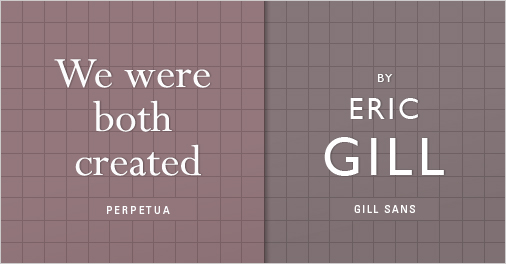 We were
both
created
PERPETUA
BY
ERIC
GILL
GILL SANS